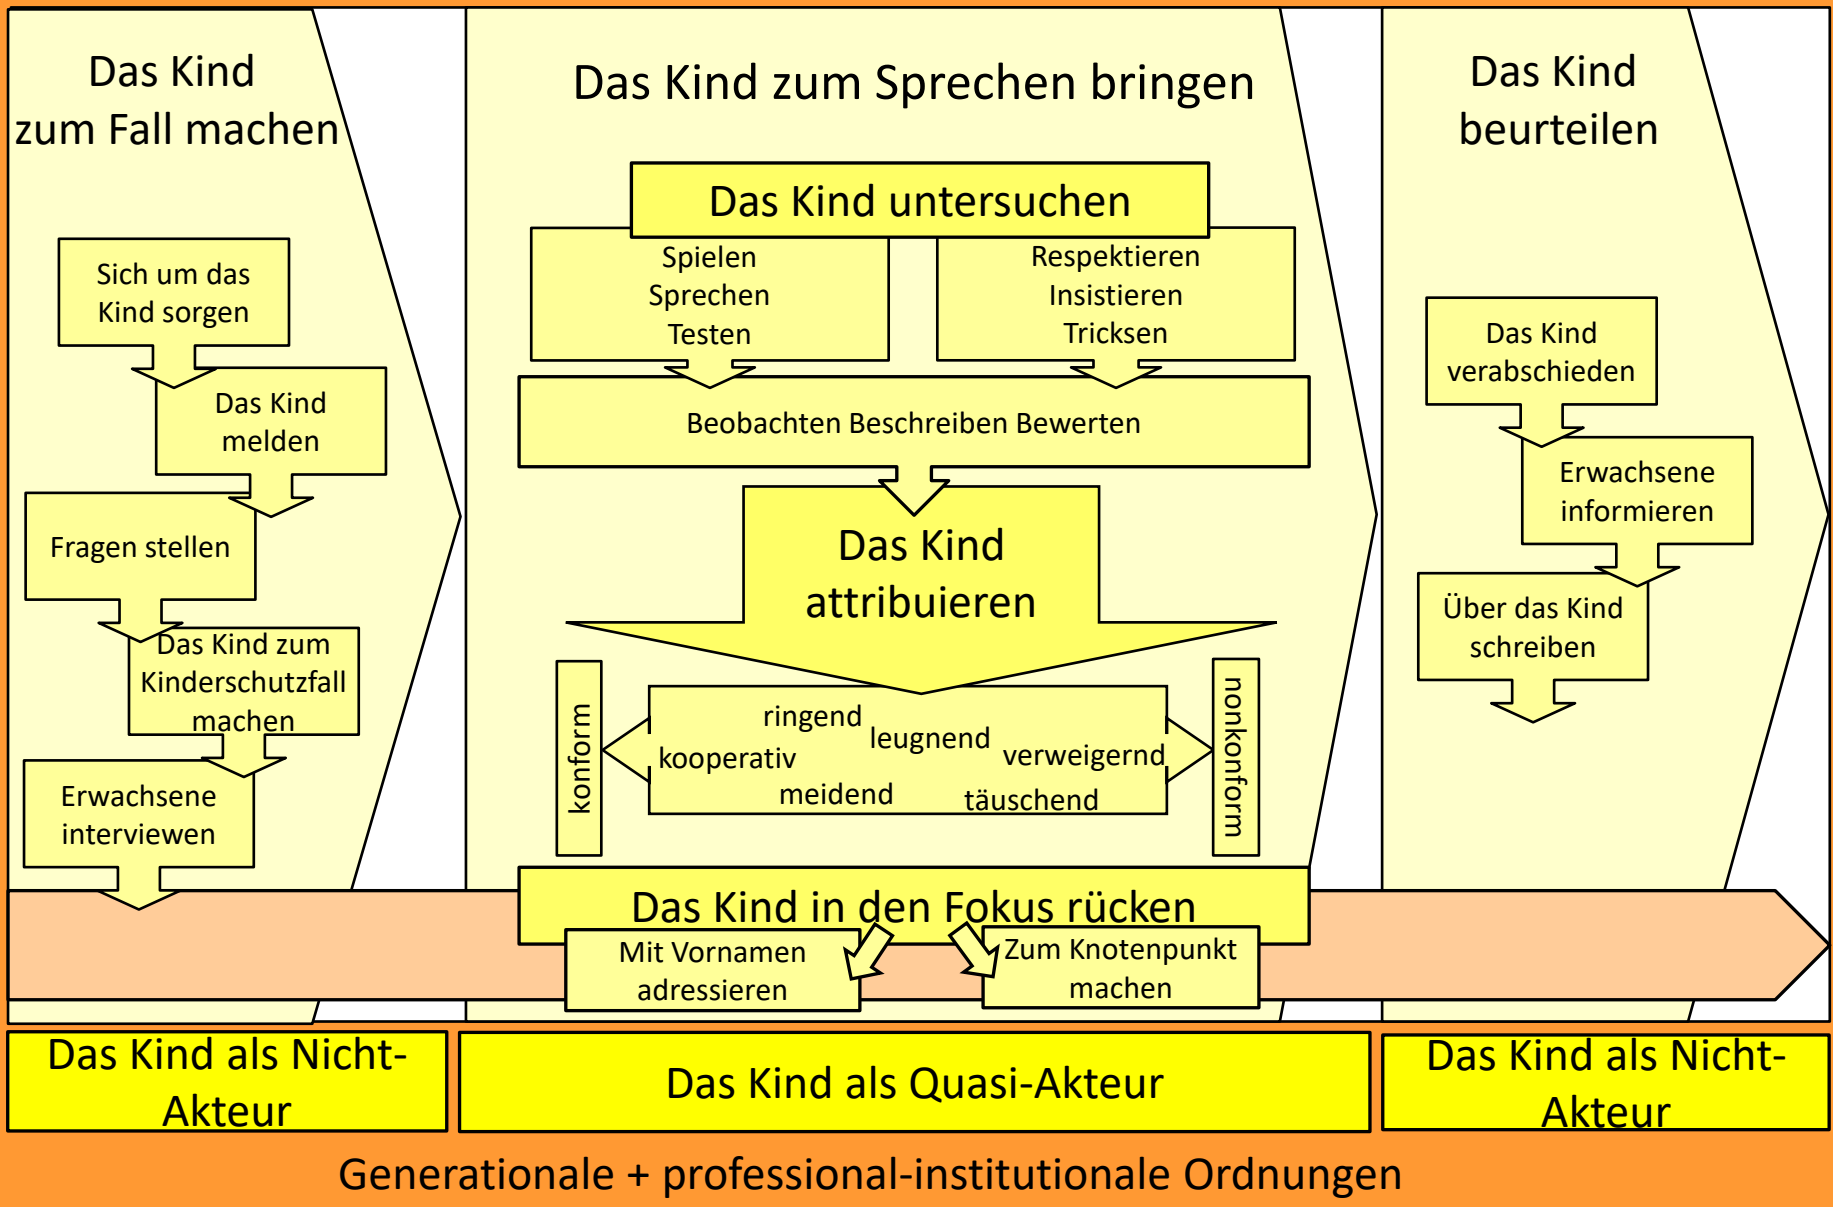 Das Kind
zum Fall machen
Sich um das
Kind sorgen
Das Kind
melden
Fragen stellen
Das Kind zum
Kinderschutzfall
machen
Erwachsene
interviewen
Das Kind zum Sprechen bringen
Das Kind untersuchen
Spielen
Sprechen
Testen
Respektieren
Insistieren
Tricksen
Beobachten Beschreiben Bewerten
Das Kind
attribuieren
konform
ringend
leugnend
kooperativ
verweigernd
meidend
täuschend
nonkonform
Das Kind in den Fokus rücken
Mit Vornamen
adressieren
Zum Knotenpunkt
machen
Das Kind
beurteilen
Das Kind
verabschieden
Erwachsene
informieren
Über das Kind
schreiben
Das Kind als Nicht-
Akteur
Das Kind als Quasi-Akteur
Das Kind als Nicht-
Akteur
Generationale + professional-institutionale Ordnungen